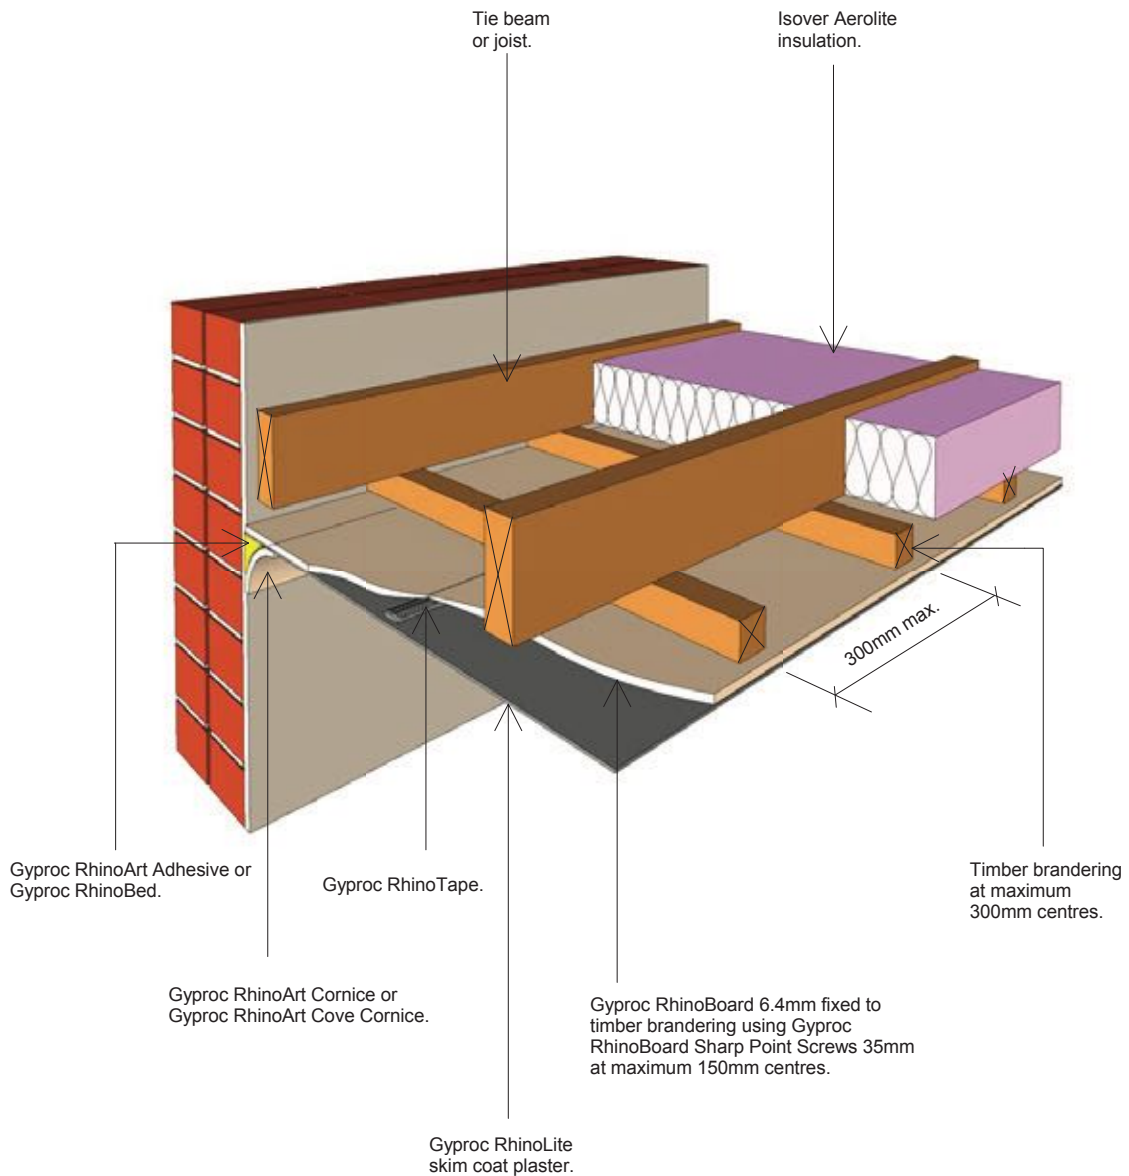 Tie beam
or joist.
Isover Aerolite
insulation.
300mm max.
Gyproc RhinoArt Adhesive or
Gyproc RhinoBed.
Gyproc RhinoTape.
Timber brandering
at maximum
300mm centres.
Gyproc RhinoArt Cornice or
Gyproc RhinoArt Cove Cornice.
Gyproc RhinoBoard 6.4mm fixed to
timber brandering using Gyproc
RhinoBoard Sharp Point Screws 35mm
at maximum 150mm centres.
Gyproc RhinoLite
skim coat plaster.